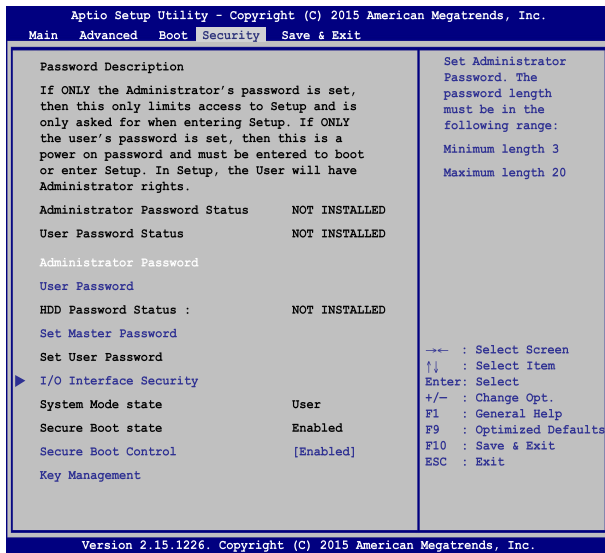 Aptio Setup Utility - Copyright (C) 2015 American Megatrends, Inc.
Main Advanced Boot Security Save & Exit
Password Description
If ONLY the Administrator's password is set,
then this only limits access to Setup and is
only asked for when entering Setup. If ONLY
the user's password is set, then this is a
power on password and must be entered to boot
or enter Setup. In Setup, the User will have
Administrator rights.
Administrator Password Status NOT INSTALLED
User Password Status NOT INSTALLED
Administrator Password
User Password
HDD Password Status : NOT INSTALLED
Set Master Password
Set User Password
I/O Interface Security
System Mode state User
Secure Boot state Enabled
Secure Boot Control [Enabled]
Key Management
Set Administrator
Password. The
password length
must be in the
following range:
Minimum length 3
Maximum length 20
→← : Select Screen
↑↓ : Select Item
Enter: Select
+/— : Change Opt.
F1 : General Help
F9 : Optimized Defaults
F10 : Save & Exit
ESC : Exit
Version 2.15.1226. Copyright (C) 2015 American Megatrends, Inc.